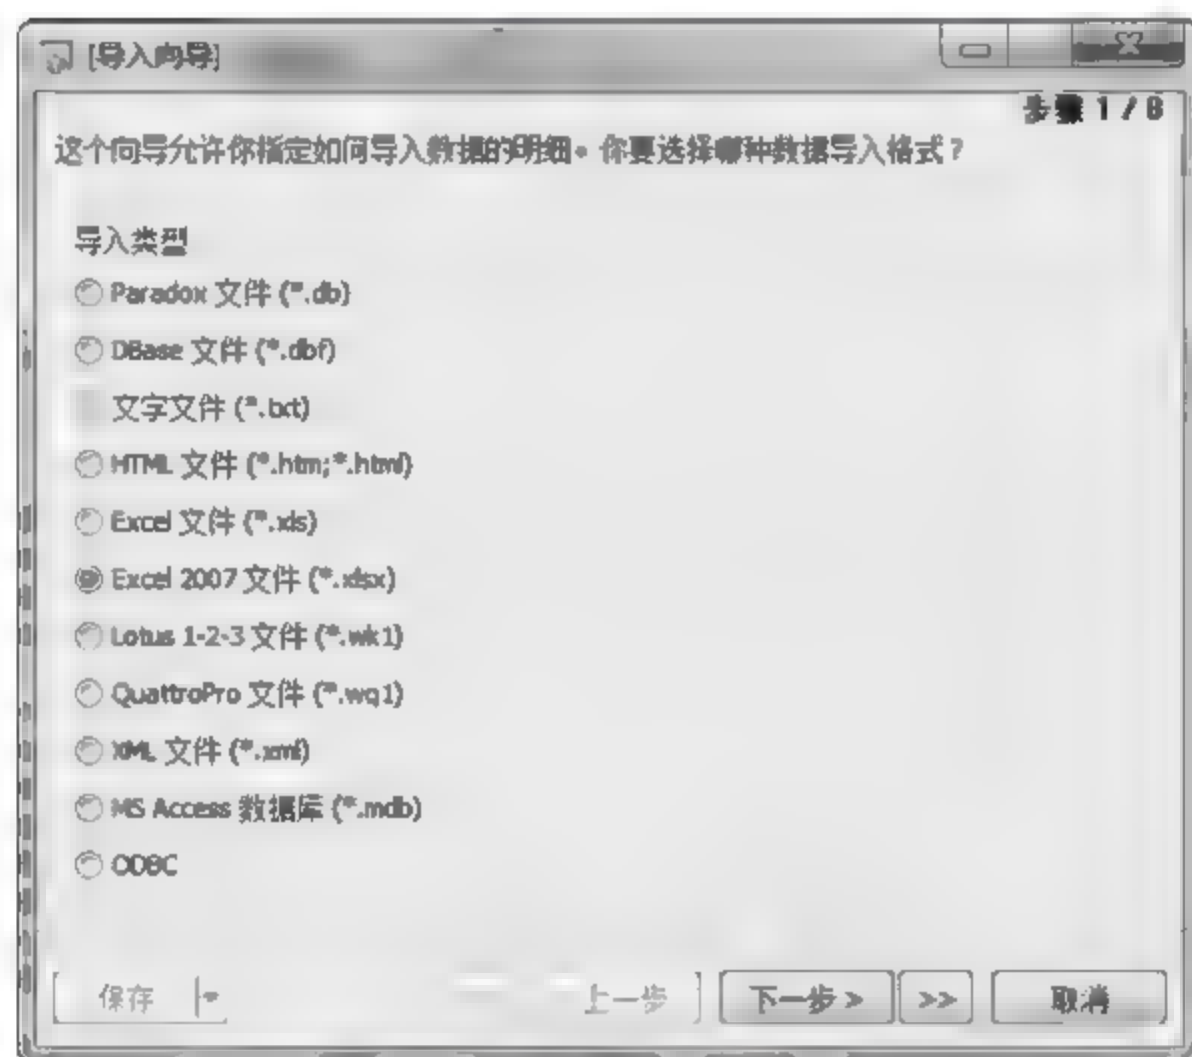 [导入向导]
步骤 1 / 8
这个向导允许你指定如何导入数据的明细。你要选择哪种数据导入格式？
导入类型
Paradox 文件 (*.db)
DBase 文件 (*.dbf)
文字文件 (*.txt)
HTML 文件 (*.htm;*.html)
Excel 文件 (*.xls)
Excel 2007 文件 (*.xlsx)
Lotus 1-2-3 文件 (*.wk1)
QuattroPro 文件 (*.wq1)
XML 文件 (*.xml)
MS Access 数据库 (*.mdb)
ODBC
保存 上一步 下一步 > >> 取消